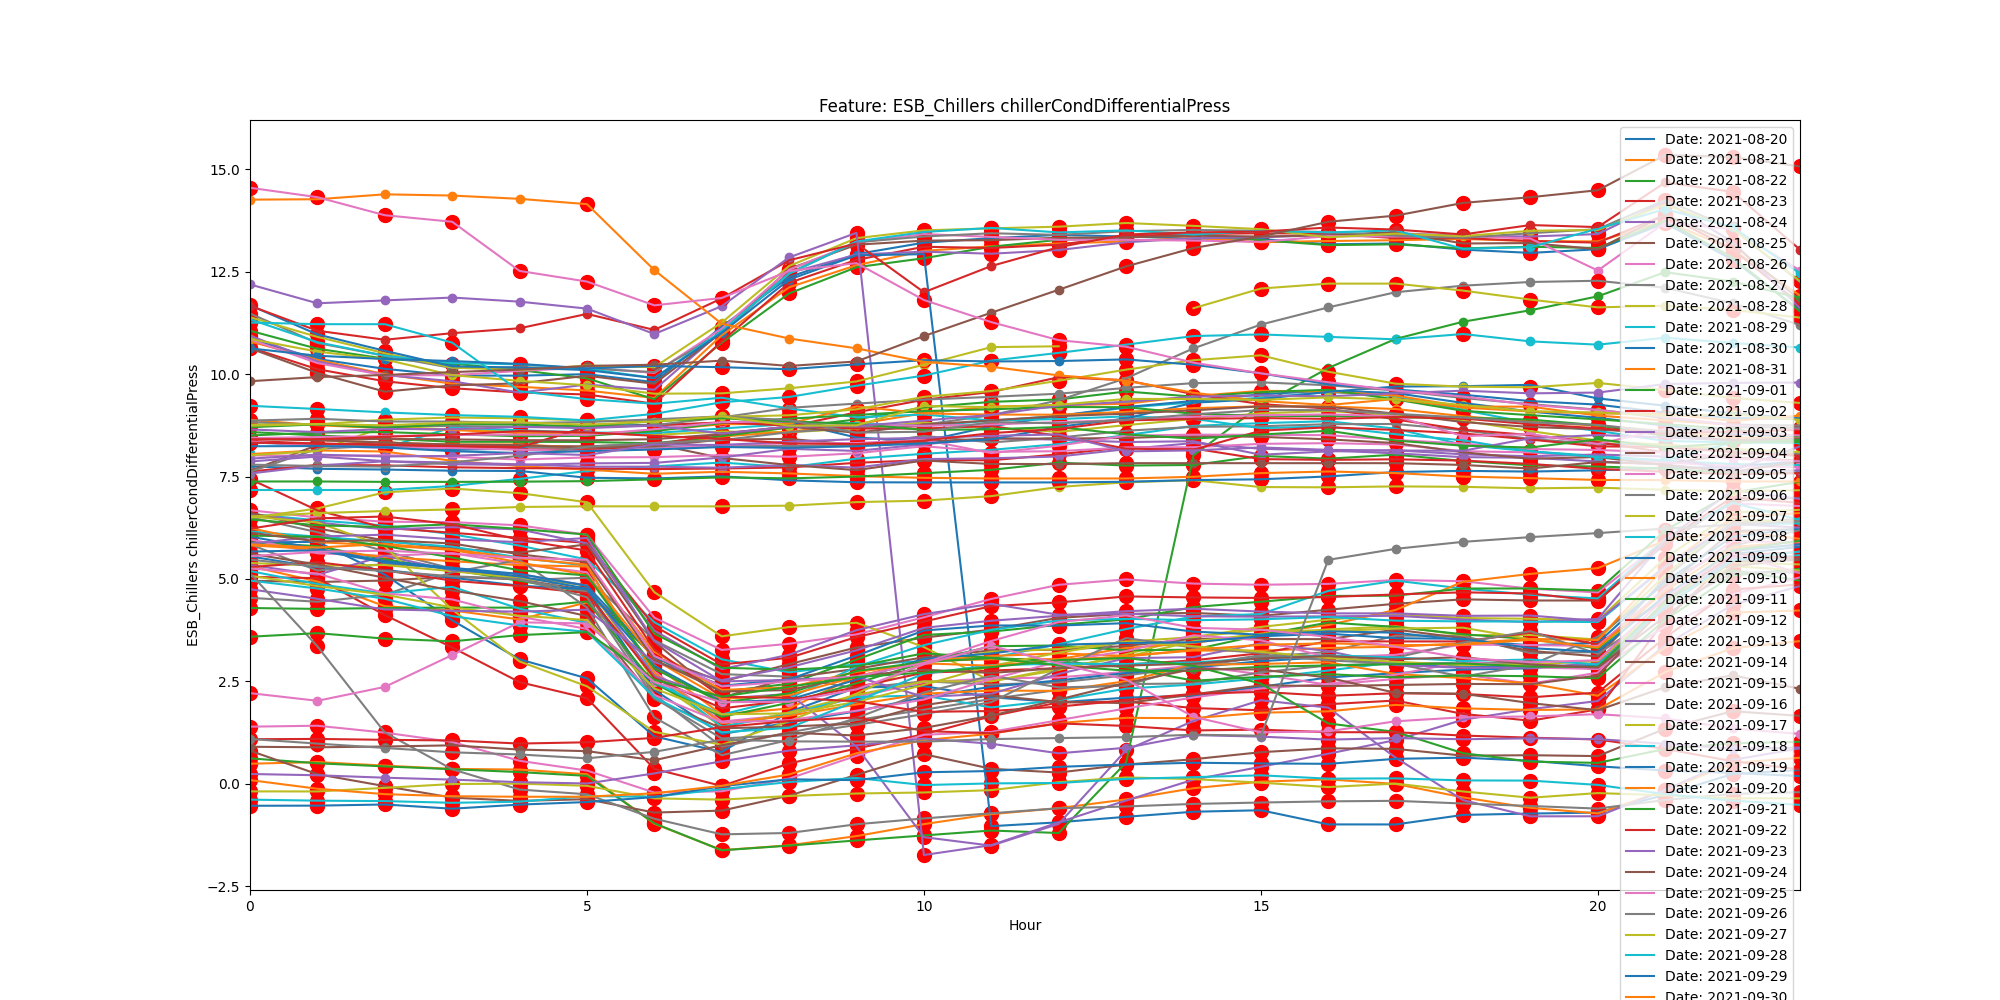 Feature: ESB_Chillers chillerCondDifferentialPress
15.0
12.5
10.0
7.5
5.0
2.5
0.0
−2.5
ESB_Chillers chillerCondDifferentialPress
0
5
10
15
20
Hour
Date: 2021-08-20
Date: 2021-08-21
Date: 2021-08-22
Date: 2021-08-23
Date: 2021-08-24
Date: 2021-08-25
Date: 2021-08-26
Date: 2021-08-27
Date: 2021-08-28
Date: 2021-08-29
Date: 2021-08-30
Date: 2021-08-31
Date: 2021-09-01
Date: 2021-09-02
Date: 2021-09-03
Date: 2021-09-04
Date: 2021-09-05
Date: 2021-09-06
Date: 2021-09-07
Date: 2021-09-08
Date: 2021-09-09
Date: 2021-09-10
Date: 2021-09-11
Date: 2021-09-12
Date: 2021-09-13
Date: 2021-09-14
Date: 2021-09-15
Date: 2021-09-16
Date: 2021-09-17
Date: 2021-09-18
Date: 2021-09-19
Date: 2021-09-20
Date: 2021-09-21
Date: 2021-09-22
Date: 2021-09-23
Date: 2021-09-24
Date: 2021-09-25
Date: 2021-09-26
Date: 2021-09-27
Date: 2021-09-28
Date: 2021-09-29
Date: 2021-09-30